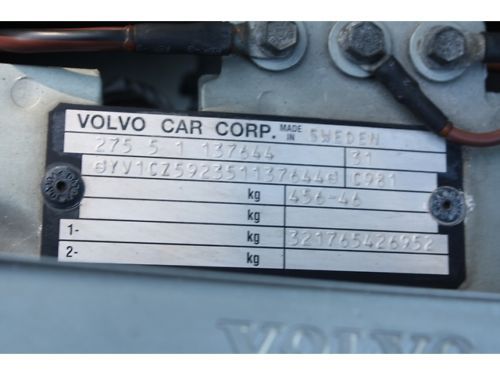 VOLVO CAR CORP. MADE IN SWEDEN
275 5 1 137644 31
YV1CZ592351137644 C981
kg 456-46
kg
1- kg 321765426952
2- kg
VOLVO